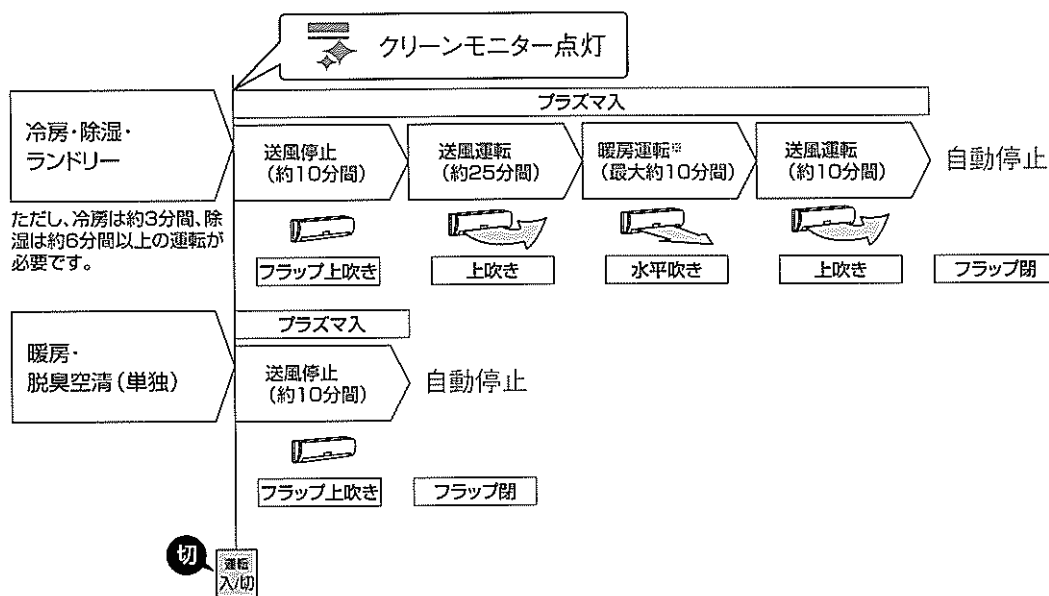 クリーンモニター点灯
プラズマ入
冷房・除湿・
ランドリー
送風停止
(約10分間)
送風運転
(約25分間)
暖房運転※
(最大約10分間)
送風運転
(約10分間)
自動停止
ただし、冷房は約3分間、除
湿は約6分間以上の運転が
必要です。
フラップ上吹き
上吹き
水平吹き
上吹き
フラップ閉
プラズマ入
暖房・
脱臭空清(単独)
送風停止
(約10分間)
自動停止
フラップ上吹き
フラップ閉
切
運転
入/切